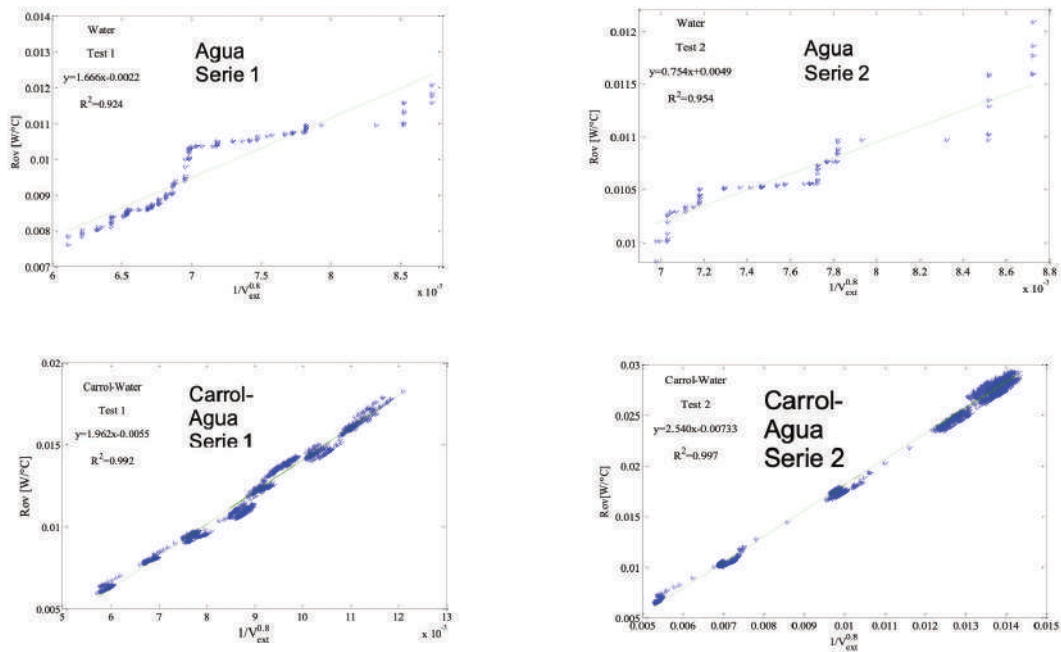 0.014
0.013
0.012
0.011
0.01
0.009
0.008
0.007
Rov [W/°C]
Water
Test 1
y=1.666x-0.0022
R²=0.924
Agua
Serie 1
6 6.5 7 7.5 8 8.5
1/V_ext^0.8
0.012
0.0115
0.011
0.0105
0.01
Rov [W/°C]
Water
Test 2
y=0.754x+0.0049
R²=0.954
Agua
Serie 2
7 7.2 7.4 7.6 7.8 8 8.2 8.4 8.6 8.8
1/V_ext^0.8
0.02
0.015
0.01
0.005
Rov[W/°C]
Carrol-Water
Test 1
y=1.962x-0.0055
R²=0.992
Carrol-
Agua
Serie 1
5 6 7 8 9 10 11 12 13
1/V_ext^0.8
0.03
0.025
0.02
0.015
0.01
0.005
Rov[W/°C]
Carrol-Water
Test 2
y=2.540x-0.00733
R²=0.997
Carrol-
Agua
Serie 2
0.005 0.006 0.007 0.008 0.009 0.01 0.011 0.012 0.013 0.014 0.015
1/V_ext^0.8